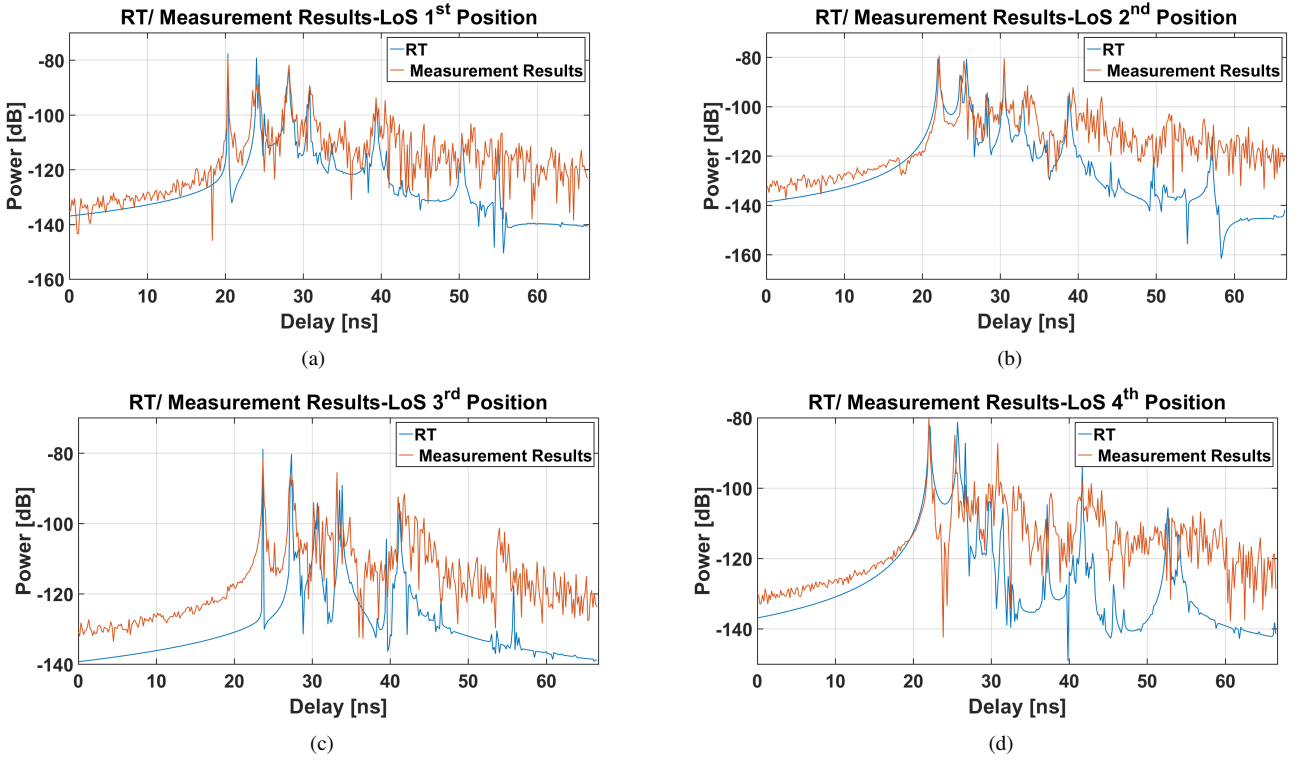 RT/ Measurement Results-LoS 1st Position
RT
Measurement Results
-80
-100
-120
-140
-160
Power [dB]
0 10 20 30 40 50 60
Delay [ns]
(a)
RT/ Measurement Results-LoS 2nd Position
RT
Measurement Results
-80
-100
-120
-140
-160
Power [dB]
0 10 20 30 40 50 60
Delay [ns]
(b)
RT/ Measurement Results-LoS 3rd Position
RT
Measurement Results
-80
-100
-120
-140
Power [dB]
0 10 20 30 40 50 60
Delay [ns]
(c)
RT/ Measurement Results-LoS 4th Position
RT
Measurement Results
-80
-100
-120
-140
Power [dB]
0 10 20 30 40 50 60
Delay [ns]
(d)